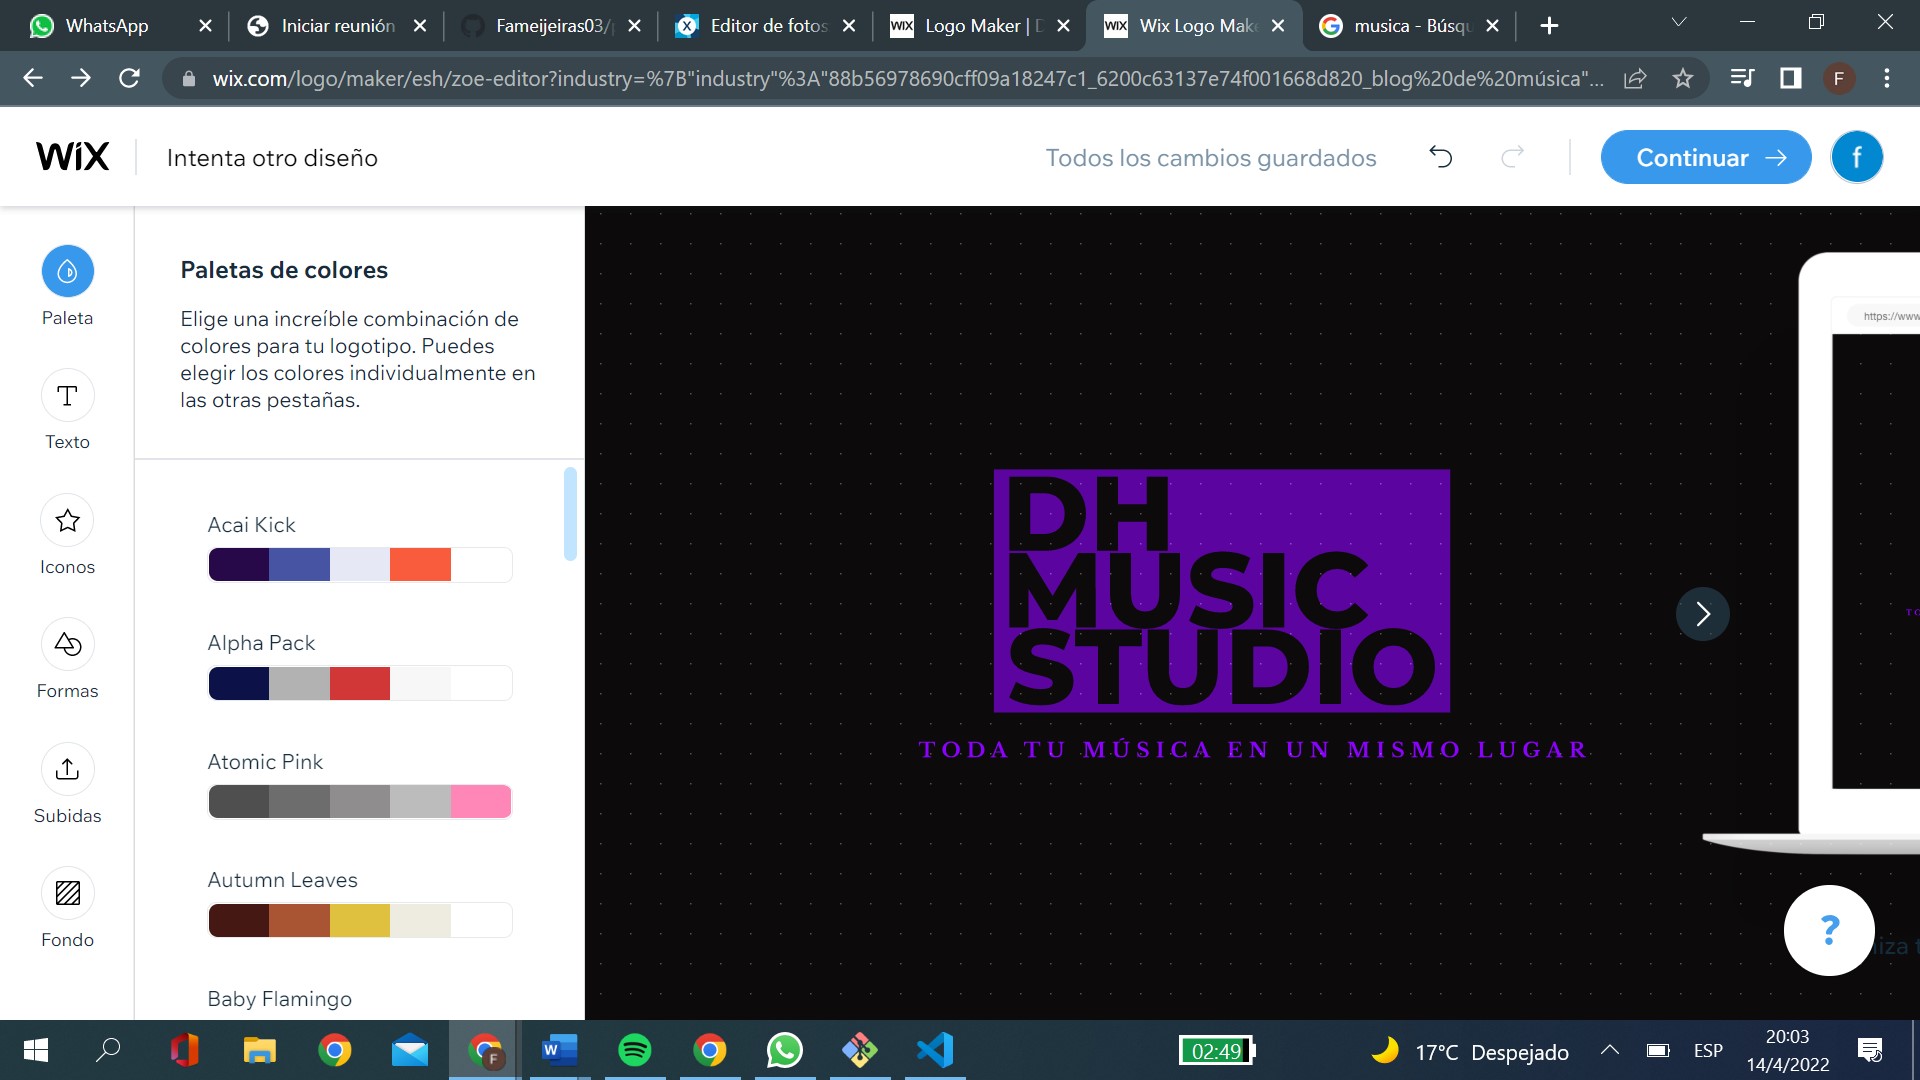 WhatsApp
Iniciar reunión
Fameijeiras03/
Editor de fotos
WIX Logo Maker |
WIX Wix Logo Mak
musica - Búsqu
wix.com/logo/maker/esh/zoe-editor?industry=%7B"industry"%3A"88b56978690cff09a18247c1_6200c63137e74f001668d820_blog%20de%20música"...
F
WIX
Intenta otro diseño
Todos los cambios guardados
Continuar
f
Paleta
Texto
Iconos
Formas
Subidas
Fondo
Paletas de colores
Elige una increíble combinación de
colores para tu logotipo. Puedes
elegir los colores individualmente en
las otras pestañas.
Acai Kick
Alpha Pack
Atomic Pink
Autumn Leaves
Baby Flamingo
DH
MUSIC
STUDIO
TODA TU MÚSICA EN UN MISMO LUGAR
https://www
TO
?
iza t
F
W
02:49
17°C Despejado
ESP
20:03
14/4/2022